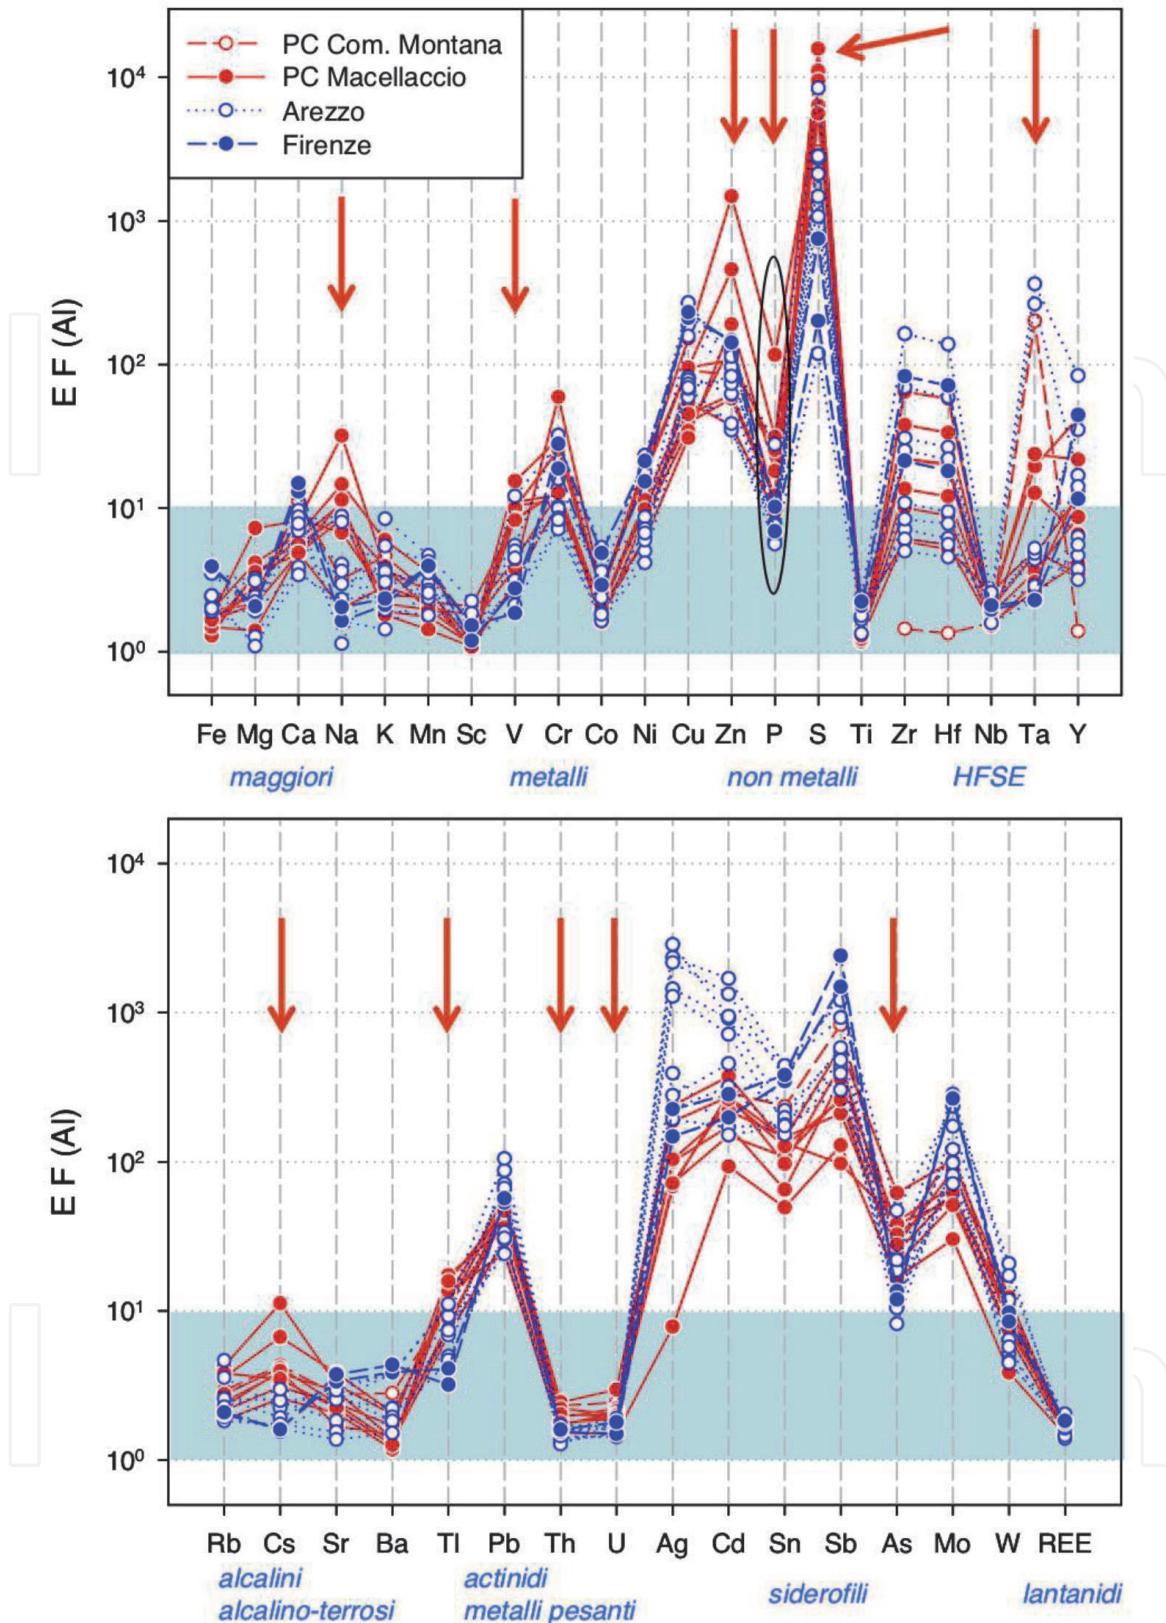 PC Com. Montana
PC Macellaccio
Arezzo
Firenze
E F (Al)
10⁴
10³
10²
10¹
10⁰
Fe Mg Ca Na K Mn Sc V Cr Co Ni Cu Zn P S Ti Zr Hf Nb Ta Y
maggiori metalli non metalli HFSE
E F (Al)
10⁴
10³
10²
10¹
10⁰
Rb Cs Sr Ba Tl Pb Th U Ag Cd Sn Sb As Mo W REE
alcalini actinidi siderofili lantanidi
alcalino-terrosi metalli pesanti